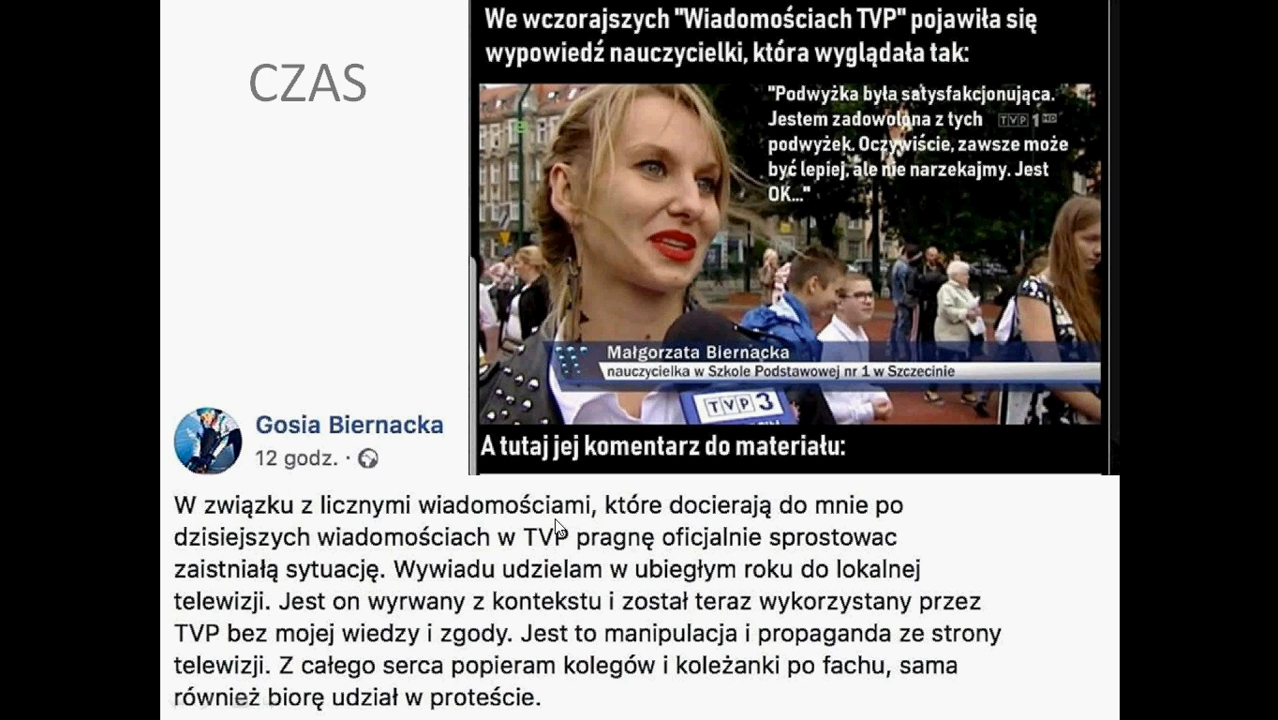 CZAS
We wczorajszych "Wiadomościach TVP" pojawiła się
wypowiedź nauczycielki, która wyglądała tak:
"Podwyżka była satysfakcjonująca.
Jestem zadowolona z tych
podwyżek. Oczywiście, zawsze może
być lepiej, ale nie narzekajmy. Jest
OK..."
TVP 1 HD
Małgorzata Biernacka
nauczycielka w Szkole Podstawowej nr 1 w Szczecinie
TVP 3
A tutaj jej komentarz do materiału:
Gosia Biernacka
12 godz. ·
W związku z licznymi wiadomościami, które docierają do mnie po
dzisiejszych wiadomościach w TVP pragnę oficjalnie sprostowac
zaistniałą sytuację. Wywiadu udzielam w ubiegłym roku do lokalnej
telewizji. Jest on wyrwany z kontekstu i został teraz wykorzystany przez
TVP bez mojej wiedzy i zgody. Jest to manipulacja i propaganda ze strony
telewizji. Z całego serca popieram kolegów i koleżanki po fachu, sama
również biorę udział w proteście.